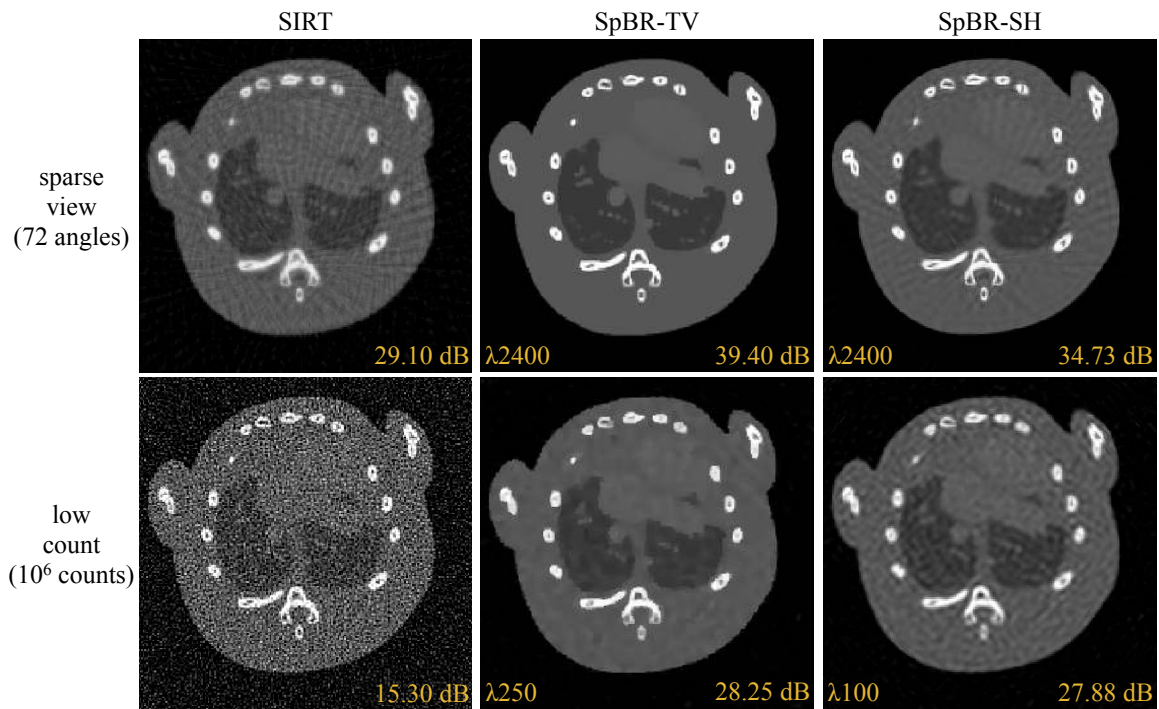 SIRT
SpBR-TV
SpBR-SH
sparse
view
(72 angles)
29.10 dB
λ2400
39.40 dB
λ2400
34.73 dB
low
count
(10⁶ counts)
15.30 dB
λ250
28.25 dB
λ100
27.88 dB